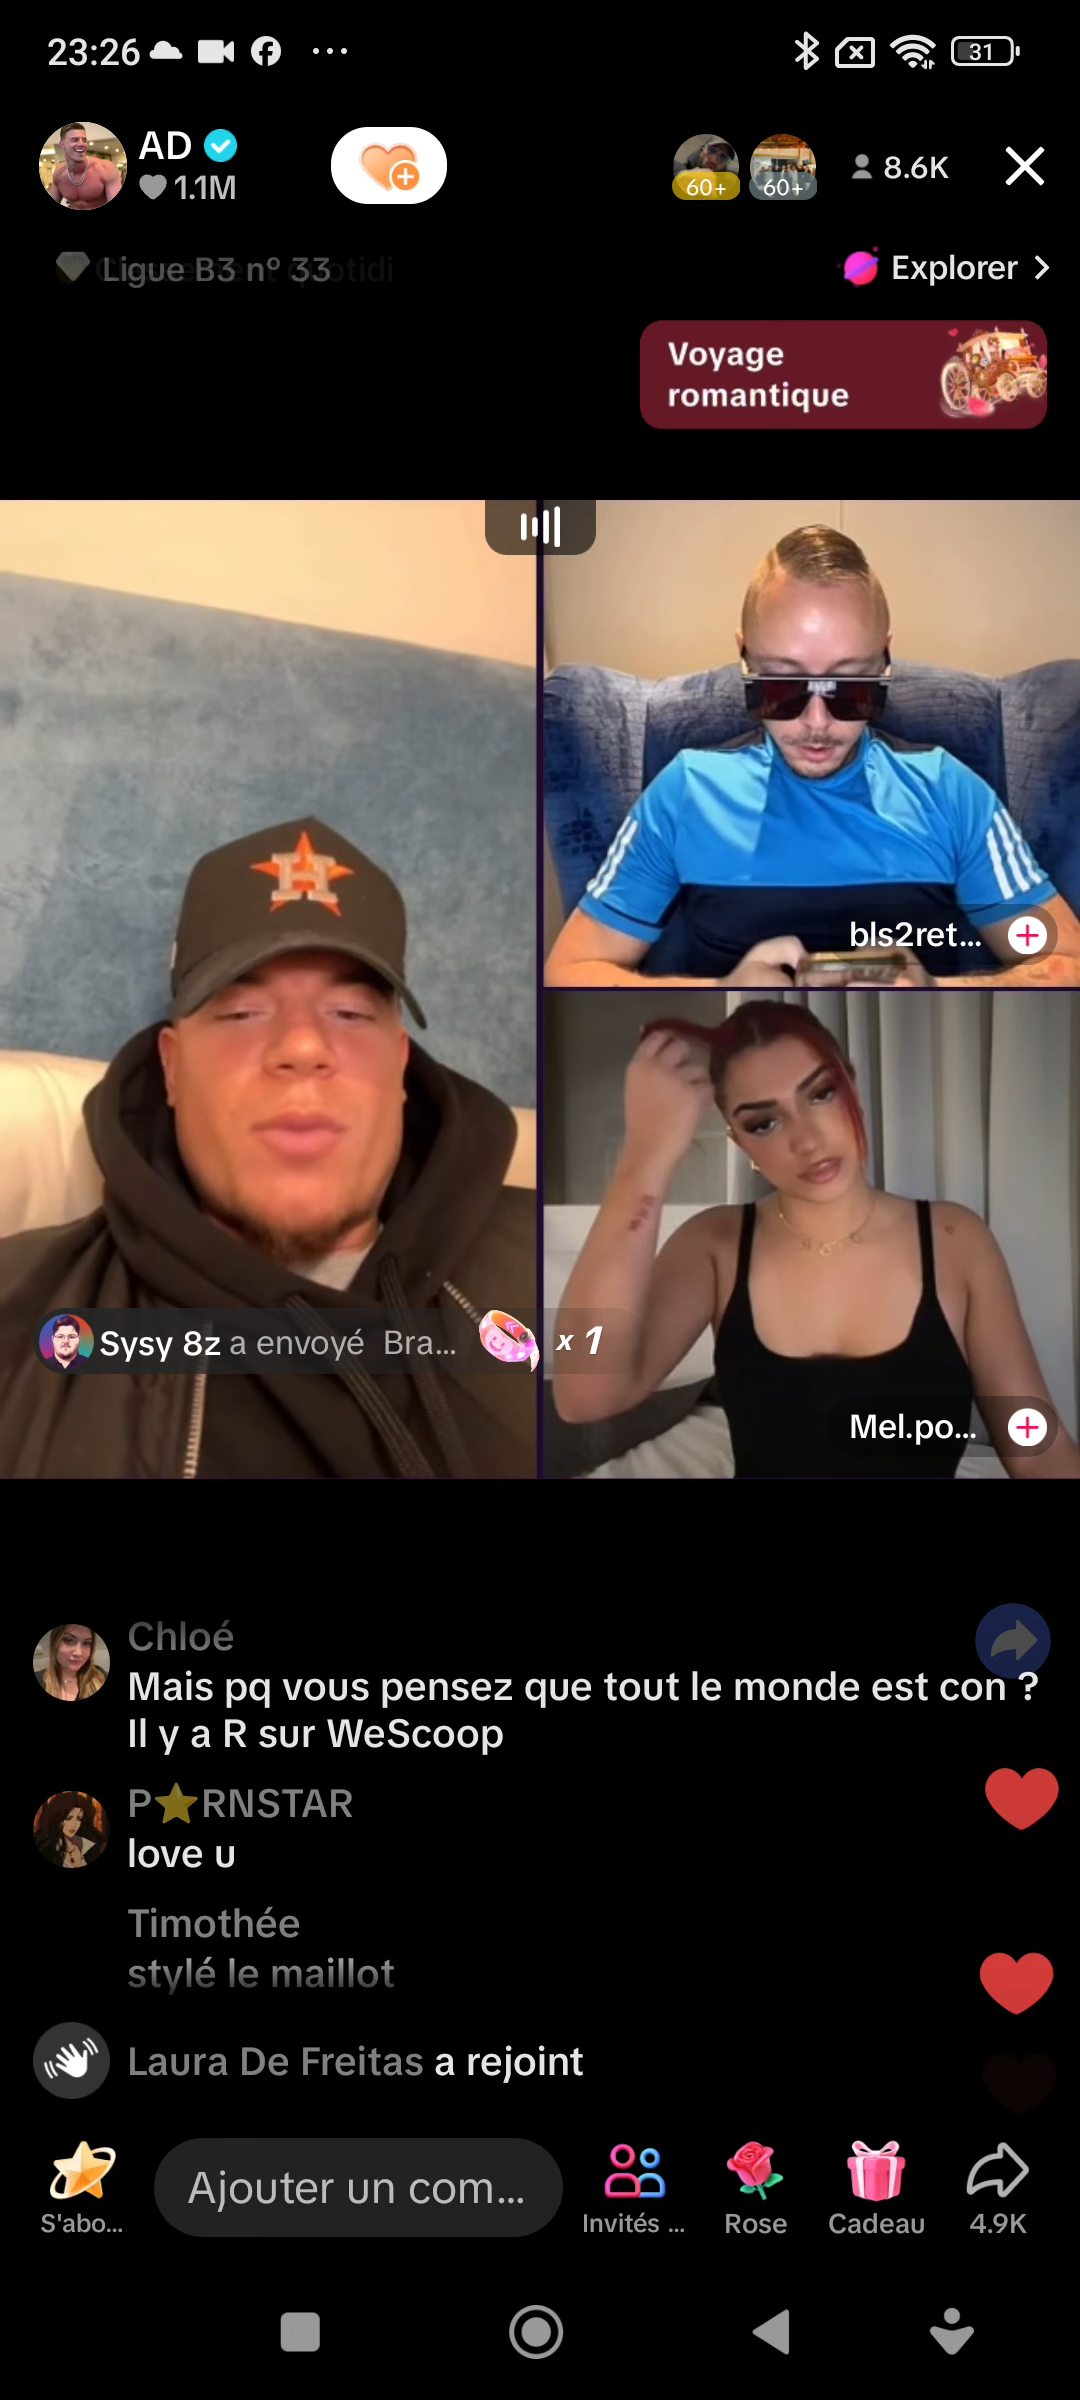 23:26
31
AD
1.1M
60+
60+
8.6K
Ligue B3 nº 33
Explorer
Voyage
romantique
H
bls2ret...
Sysy 8z a envoyé Bra... x 1
Mel.po...
Chloé
Mais pq vous pensez que tout le monde est con ?
Il y a R sur WeScoop
P⭐RNSTAR
love u
Timothée
stylé le maillot
Laura De Freitas a rejoint
S'abo...
Ajouter un com...
Invités ...
Rose
Cadeau
4.9K